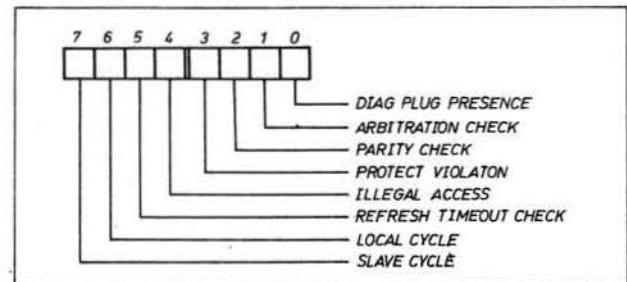 7 6 5 4 3 2 1 0
DIAG PLUG PRESENCE
ARBITRATION CHECK
PARITY CHECK
PROTECT VIOLATON
ILLEGAL ACCESS
REFRESH TIMEOUT CHECK
LOCAL CYCLE
SLAVE CYCLE